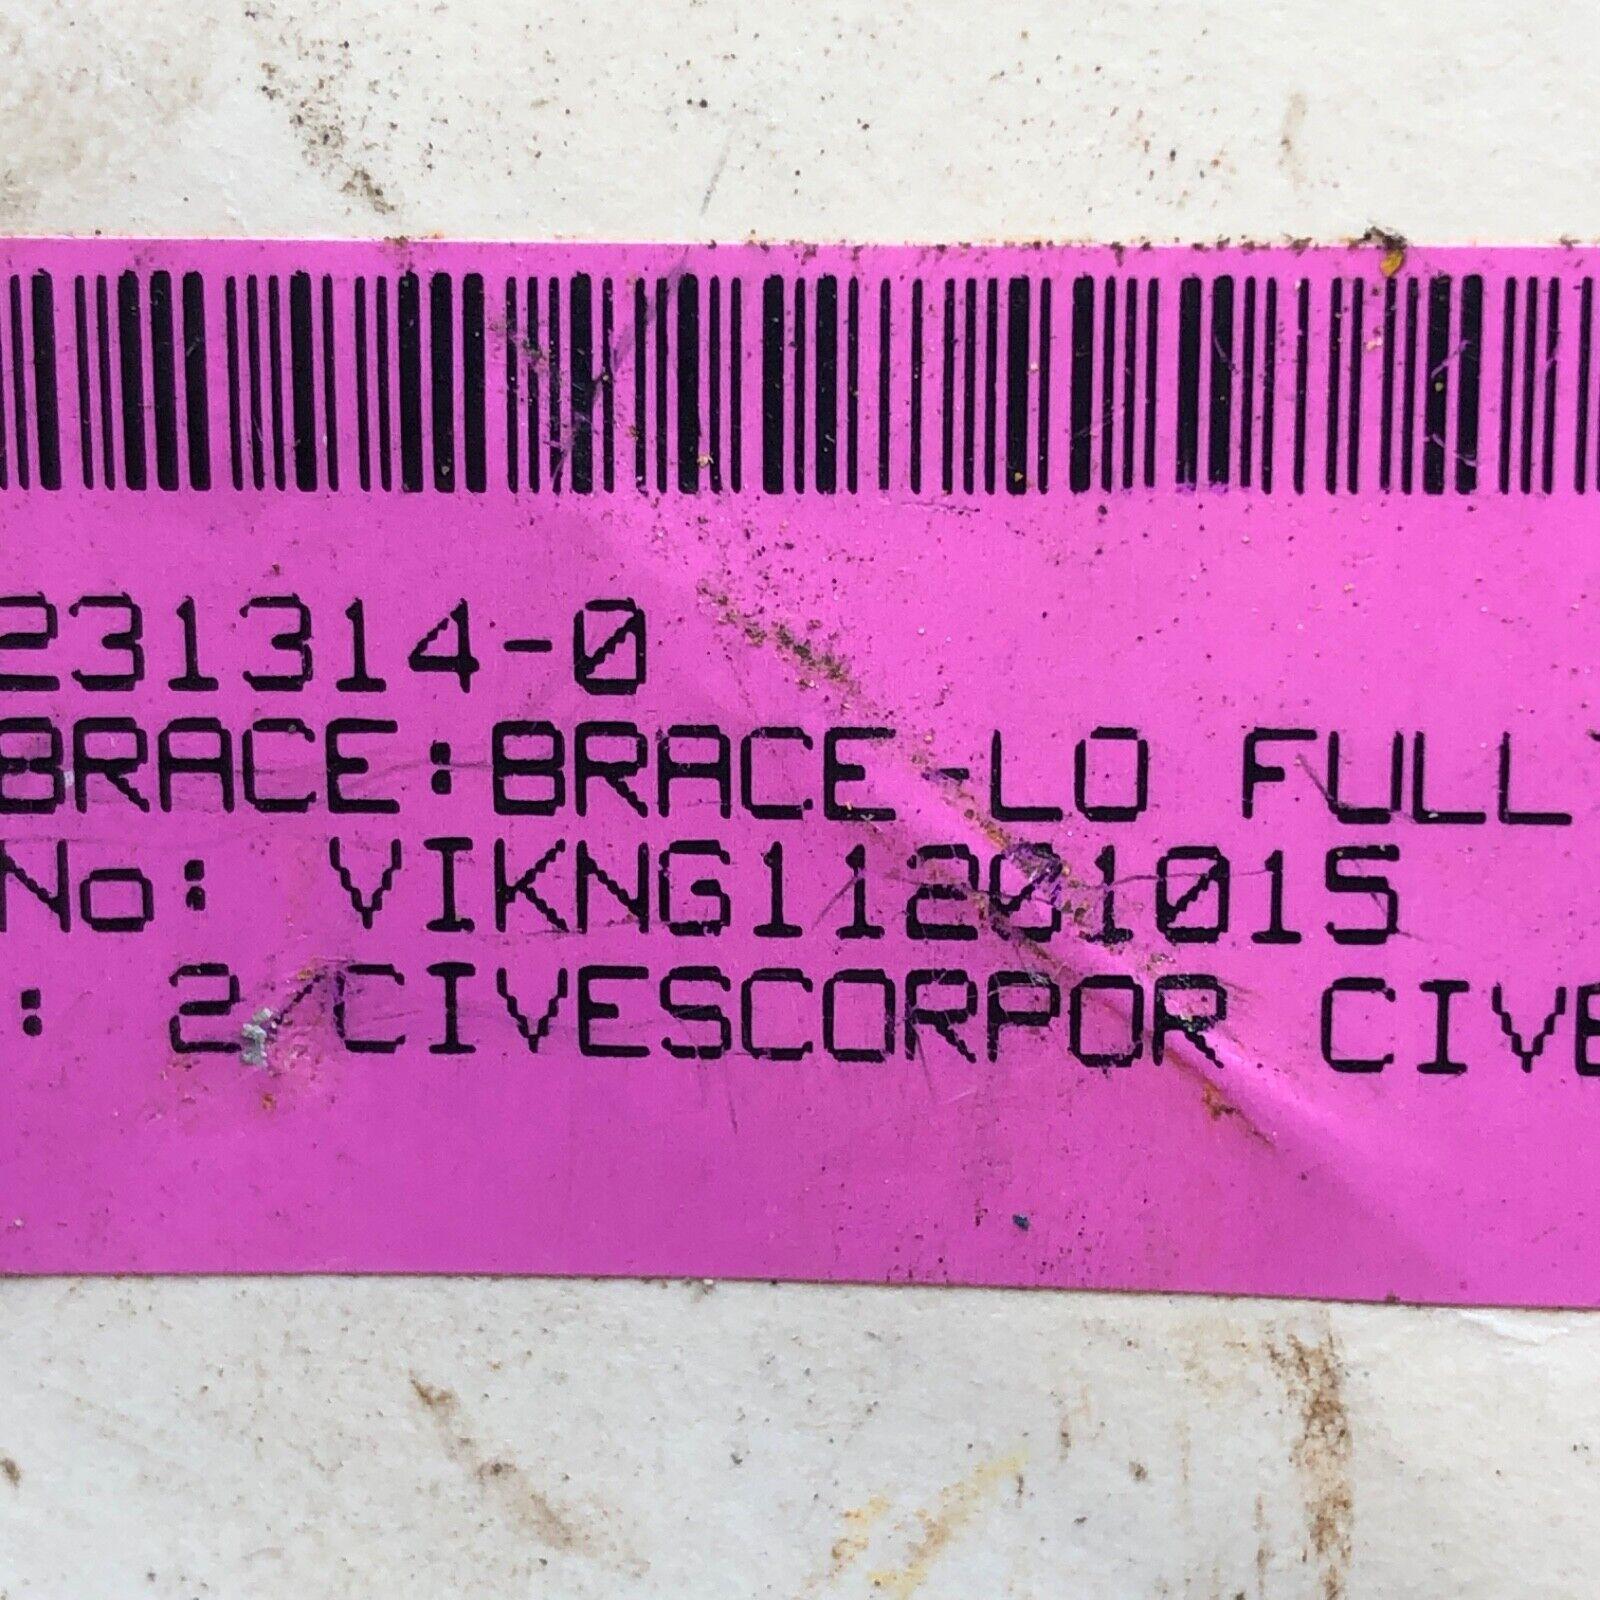 231314-0
BRACE:BRACE-LO FULL
No: VIKNG11201015
: 2 CIVESCORPOR CIVE